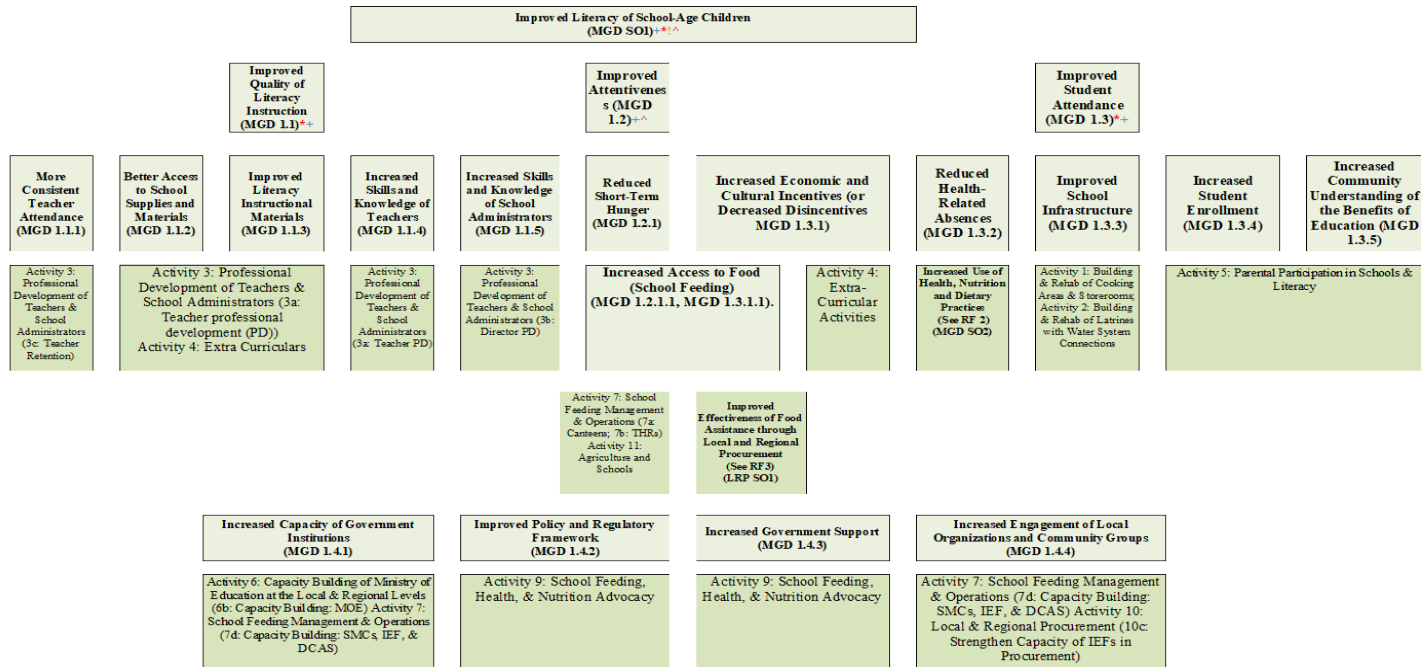 Improved Literacy of School-Age Children
(MGD SO1)+*!^
Improved
Quality of
Literacy
Instruction
(MGD 1.1)*+
Improved
Attentivenes
s (MGD
1.2)+^
Improved
Student
Attendance
(MGD 1.3)*+
More
Consistent
Teacher
Attendance
(MGD 1.1.1)
Better Access
to School
Supplies and
Materials
(MGD 1.1.2)
Improved
Literacy
Instructional
Materials
(MGD 1.1.3)
Increased
Skills and
Knowledge of
Teachers
(MGD 1.1.4)
Increased Skills
and Knowledge
of School
Administrators
(MGD 1.1.5)
Reduced
Short-Term
Hunger
(MGD 1.2.1)
Increased Economic and
Cultural Incentives (or
Decreased Disincentives
MGD 1.3.1)
Reduced
Health-
Related
Absences
(MGD 1.3.2)
Improved
School
Infrastructure
(MGD 1.3.3)
Increased
Student
Enrollment
(MGD 1.3.4)
Increased
Community
Understanding of
the Benefits of
Education (MGD
1.3.5)
Activity 3:
Professional
Development of
Teachers &
School
Administrators
(3c: Teacher
Retention)
Activity 3: Professional
Development of Teachers &
School Administrators (3a:
Teacher professional
development (PD))
Activity 4: Extra Curriculars
Activity 3:
Professional
Development of
Teachers &
School
Administrators
(3a: Teacher PD)
Activity 3:
Professional
Development of
Teachers & School
Administrators (3b:
Director PD)
Increased Access to Food
(School Feeding)
(MGD 1.2.1.1, MGD 1.3.1.1).
Activity 4:
Extra-
Curricular
Activities
Increased Use of
Health, Nutrition
and Dietary
Practices
(See RF 2)
(MGD SO2)
Activity 1: Building
& Rehab of Cooking
Areas & Storerooms;
Activity 2: Building
& Rehab of Latrines
with Water System
Connections
Activity 5: Parental Participation in Schools &
Literacy
Activity 7: School
Feeding Management
& Operations (7a:
Canteens; 7b: THRs)
Activity 11:
Agriculture and
Schools
Improved
Effectiveness of Food
Assistance through
Local and Regional
Procurement
(See RF3)
(LRP SO1)
Increased Capacity of Government
Institutions
(MGD 1.4.1)
Improved Policy and Regulatory
Framework
(MGD 1.4.2)
Increased Government Support
(MGD 1.4.3)
Increased Engagement of Local
Organizations and Community Groups
(MGD 1.4.4)
Activity 6: Capacity Building of Ministry of
Education at the Local & Regional Levels
(6b: Capacity Building: MOE) Activity 7:
School Feeding Management & Operations
(7d: Capacity Building: SMCs, IEF, &
DCAS)
Activity 9: School Feeding,
Health, & Nutrition Advocacy
Activity 9: School Feeding,
Health, & Nutrition Advocacy
Activity 7: School Feeding Management
& Operations (7d: Capacity Building:
SMCs, IEF, & DCAS) Activity 10:
Local & Regional Procurement (10c:
Strengthen Capacity of IEFs in
Procurement)